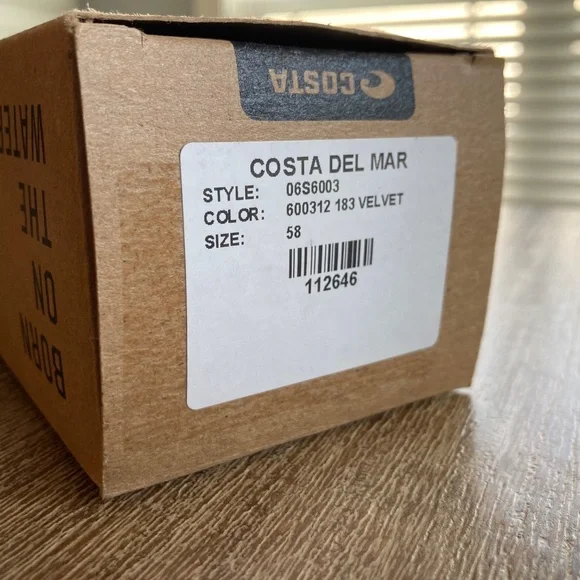 COSTA
COSTA DEL MAR
STYLE: 06S6003
COLOR: 600312 183 VELVET
SIZE: 58
112646
BORN
ON
THE
WATER